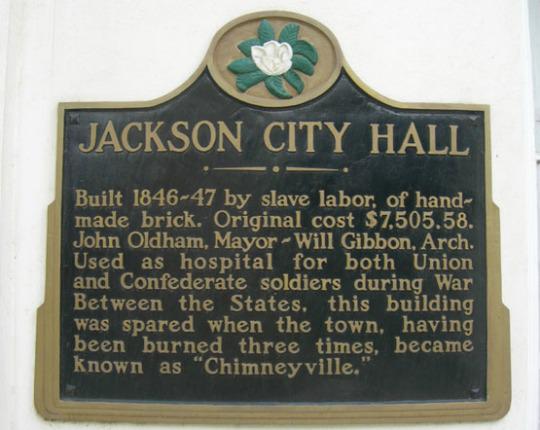 JACKSON CITY HALL
Built 1846-47 by slave labor, of hand-
made brick. Original cost $7,505.58.
John Oldham, Mayor - Will Gibbon, Arch.
Used as hospital for both Union
and Confederate soldiers during War
Between the States, this building
was spared when the town, having
been burned three times, became
known as "Chimneyville."